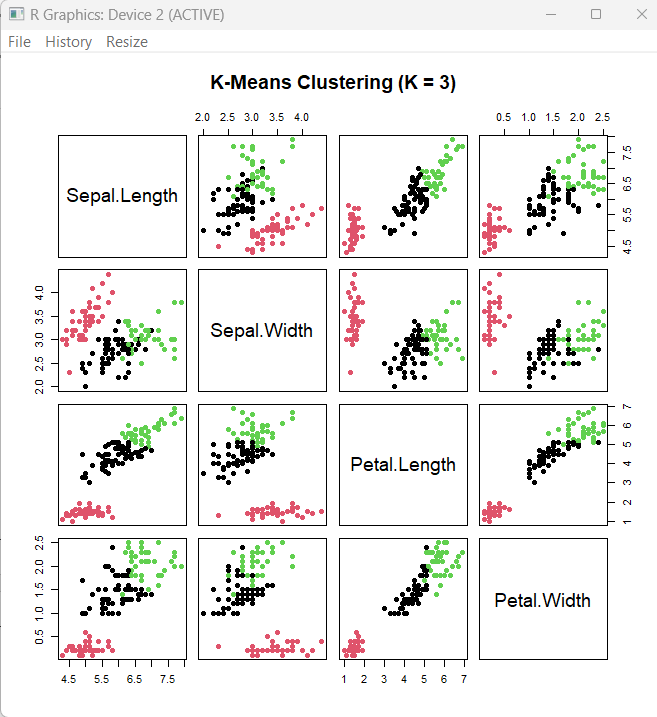 R Graphics: Device 2 (ACTIVE)
File History Resize
K-Means Clustering (K = 3)
2.0 2.5 3.0 3.5 4.0
0.5 1.0 1.5 2.0 2.5
Sepal.Length
4.5 5.5 6.5 7.5
2.0 2.5 3.0 3.5 4.0
Sepal.Width
Petal.Length
1 2 3 4 5 6 7
0.5 1.0 1.5 2.0 2.5
Petal.Width
4.5 5.5 6.5 7.5
1 2 3 4 5 6 7